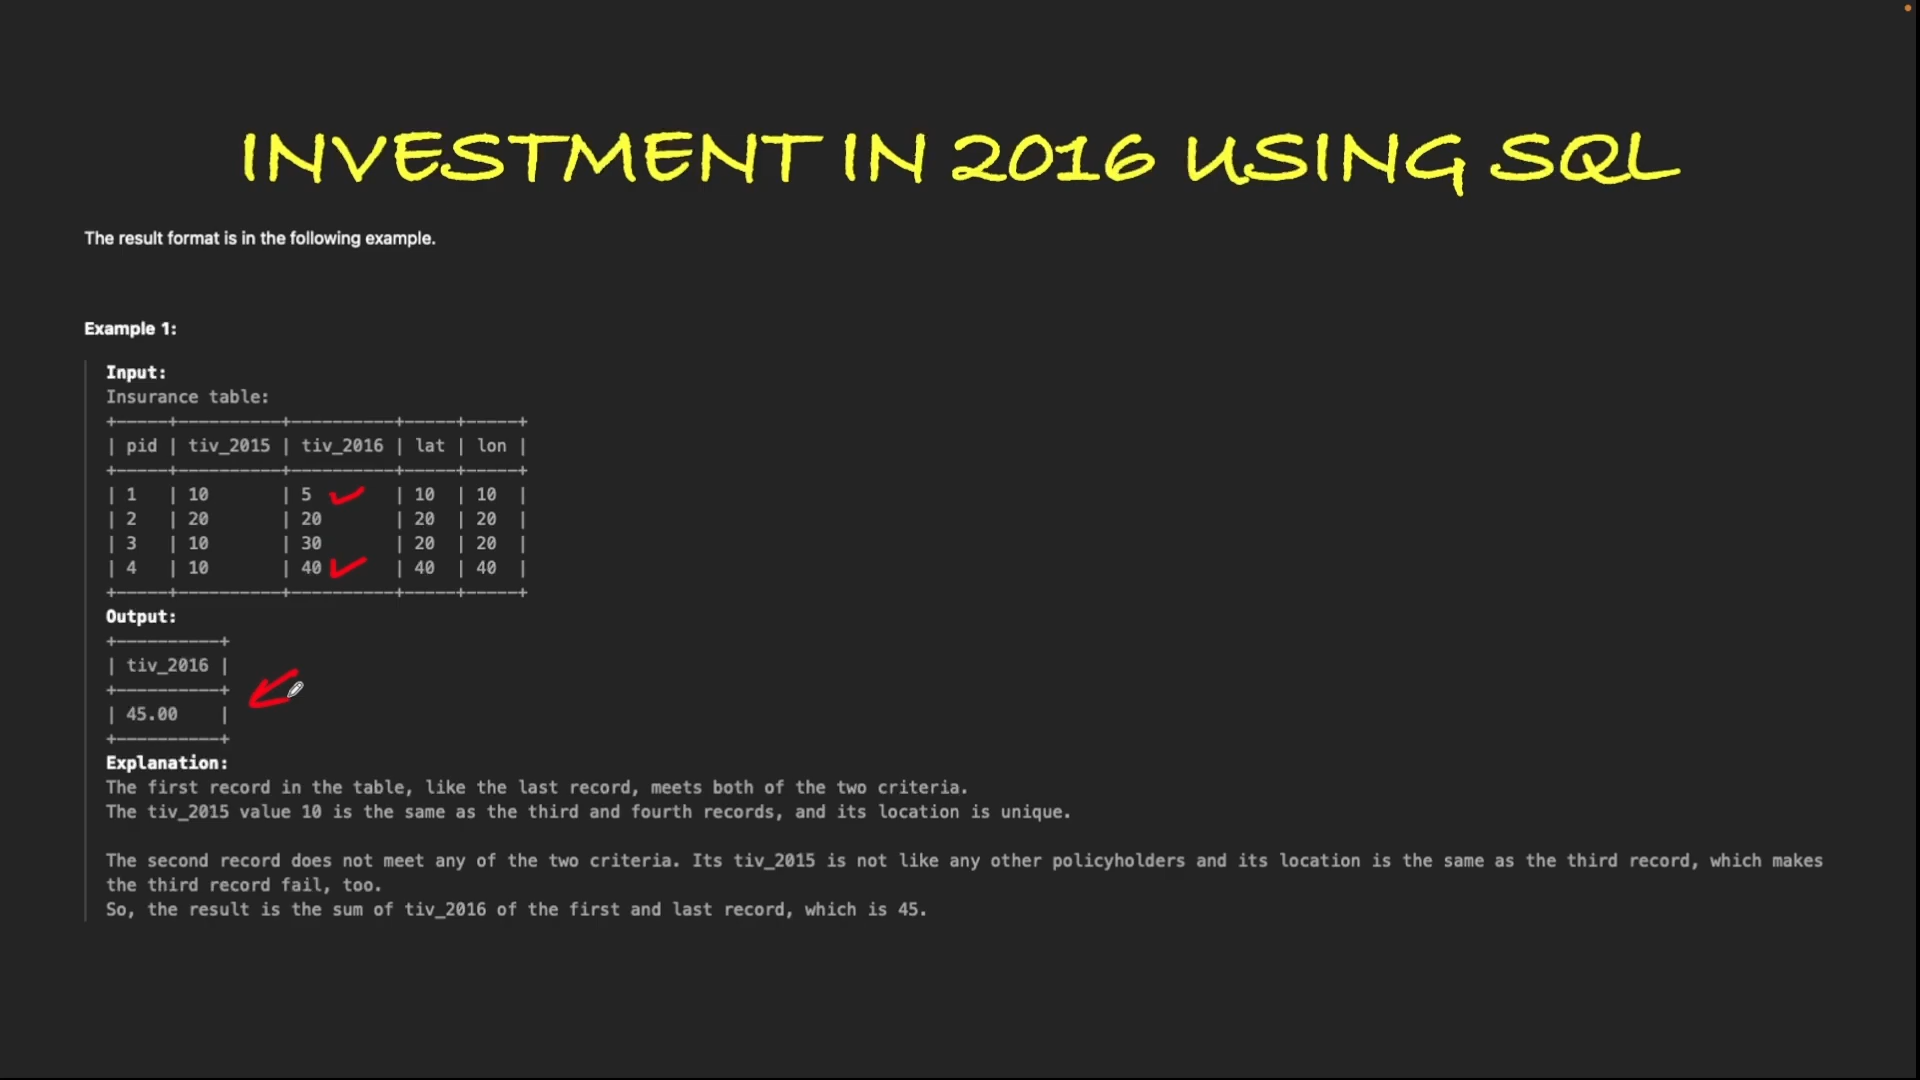 INVESTMENT IN 2016 USING SQL
The result format is in the following example.
Example 1:
Input:
Insurance table:
+-----+----------+----------+-----+-----+
| pid | tiv_2015 | tiv_2016 | lat | lon |
+-----+----------+----------+-----+-----+
| 1   | 10       | 5        | 10  | 10  |
| 2   | 20       | 20       | 20  | 20  |
| 3   | 10       | 30       | 20  | 20  |
| 4   | 10       | 40       | 40  | 40  |
+-----+----------+----------+-----+-----+
Output:
+----------+
| tiv_2016 |
+----------+
| 45.00    |
+----------+
Explanation:
The first record in the table, like the last record, meets both of the two criteria.
The tiv_2015 value 10 is the same as the third and fourth records, and its location is unique.
The second record does not meet any of the two criteria. Its tiv_2015 is not like any other policyholders and its location is the same as the third record, which makes
the third record fail, too.
So, the result is the sum of tiv_2016 of the first and last record, which is 45.